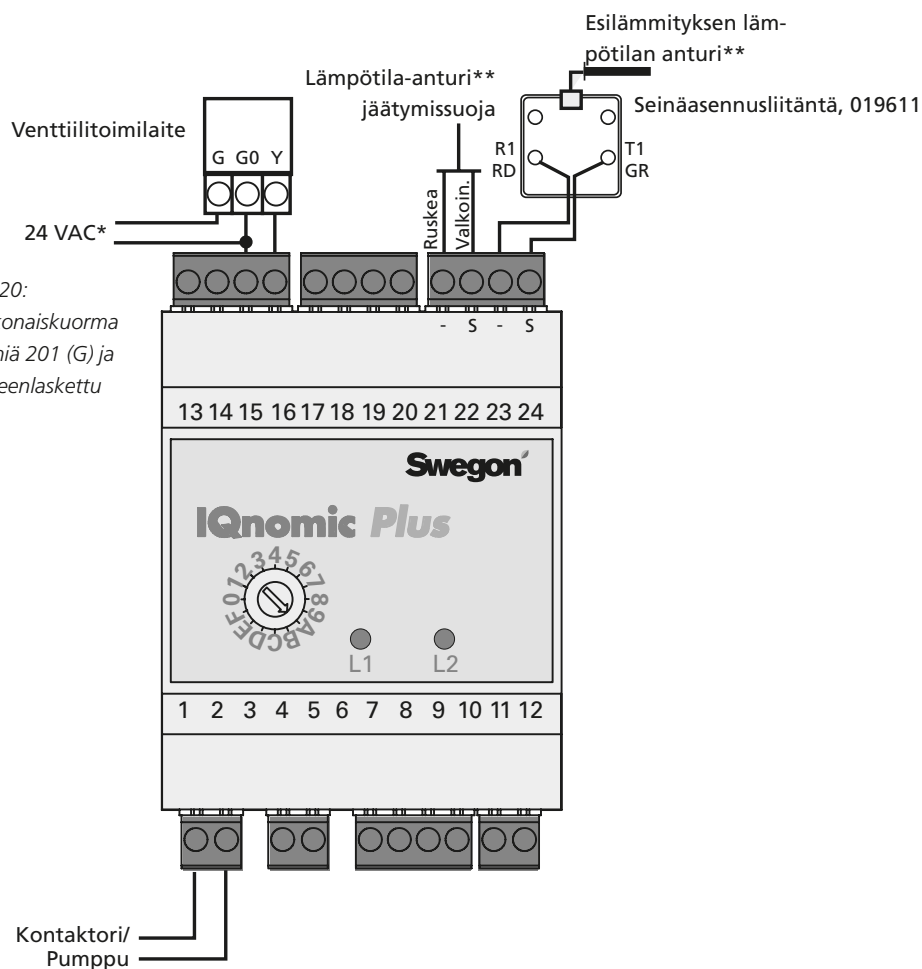 Esilämmityksen läm-
pötilan anturi**
Lämpötila-anturi**
jäätymissuoja
Seinäasennusliitäntä, 019611
Venttiilitoimilaite
G G0 Y
R1
RD
T1
GR
Ruskea
Valkoin.
24 VAC*
20:
onaiskuorma
iä 201 (G) ja
eenlaskettu
- S - S
13 14 15 16 17 18 19 20 21 22 23 24
Swegon
IQnomic Plus
0 1 2 3 4 5 6 7 8 9 A B C D E F
L1 L2
1 2 3 4 5 6 7 8 9 10 11 12
Kontaktori/
Pumppu